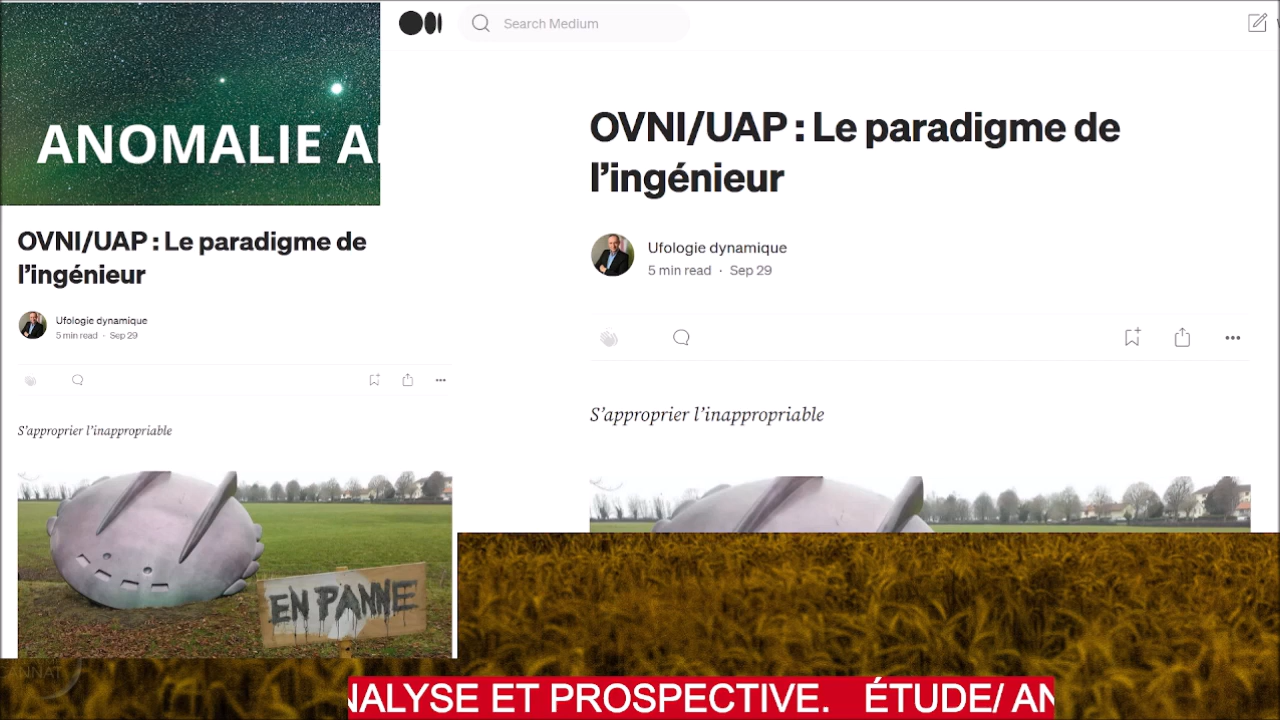 ANOMALIE
OVNI/UAP : Le paradigme de
l’ingénieur
Ufologie dynamique
5 min read · Sep 29
S’approprier l’inappropriable
EN PANNE
ANNAT
Search Medium
OVNI/UAP : Le paradigme de
l’ingénieur
Ufologie dynamique
5 min read · Sep 29
S’approprier l’inappropriable
NALYSE ET PROSPECTIVE. ÉTUDE/ AN